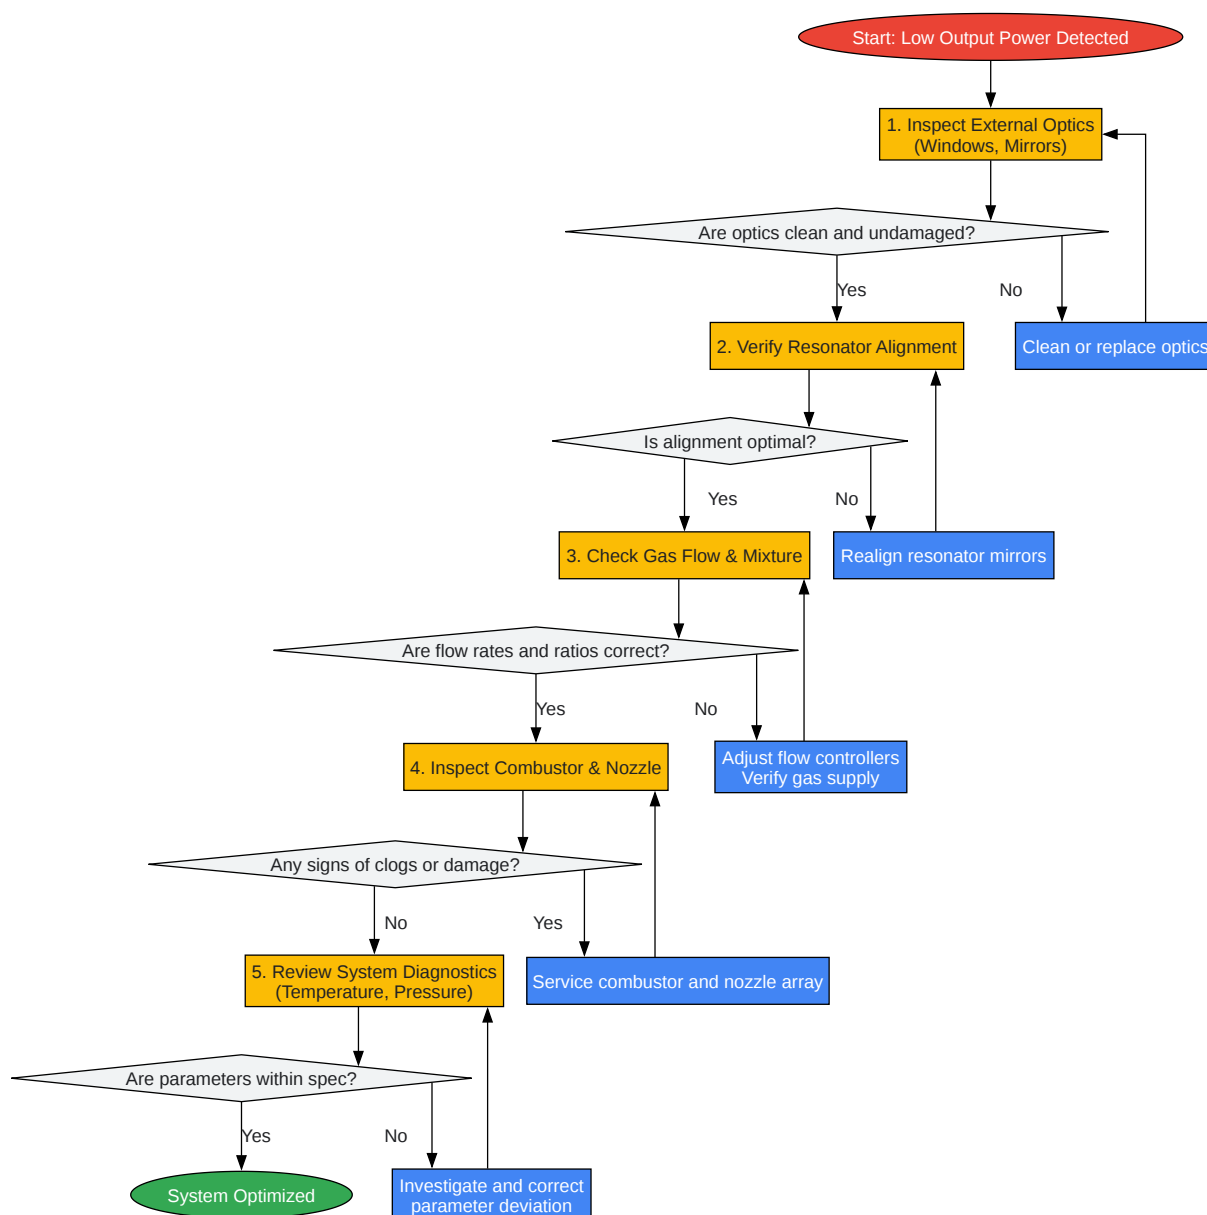 Start: Low Output Power Detected
1. Inspect External Optics
(Windows, Mirrors)
Are optics clean and undamaged?
Yes
No
2. Verify Resonator Alignment
Clean or replace optics
Is alignment optimal?
Yes
No
3. Check Gas Flow & Mixture
Realign resonator mirrors
Are flow rates and ratios correct?
Yes
No
4. Inspect Combustor & Nozzle
Adjust flow controllers
Verify gas supply
Any signs of clogs or damage?
No
Yes
5. Review System Diagnostics
(Temperature, Pressure)
Service combustor and nozzle array
Are parameters within spec?
Yes
No
System Optimized
Investigate and correct
parameter deviation